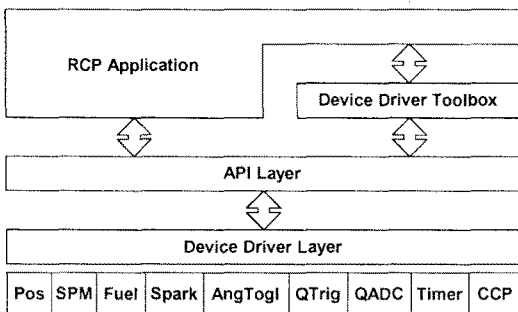 RCP Application
Device Driver Toolbox
API Layer
Device Driver Layer
Pos SPM Fuel Spark AngTogl QTrig QADC Timer CCP